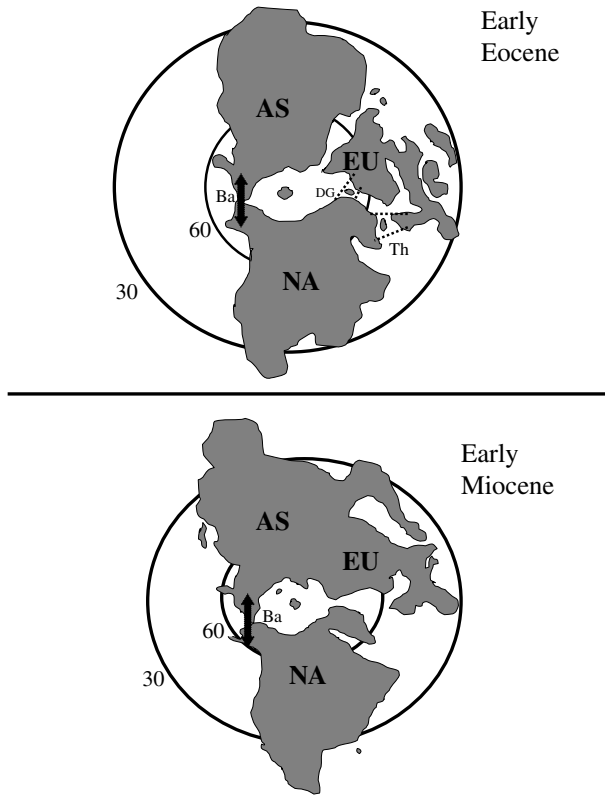 Early
Eocene
AS
EU
Ba
DG
60
Th
NA
30
Early
Miocene
AS
EU
Ba
60
30
NA